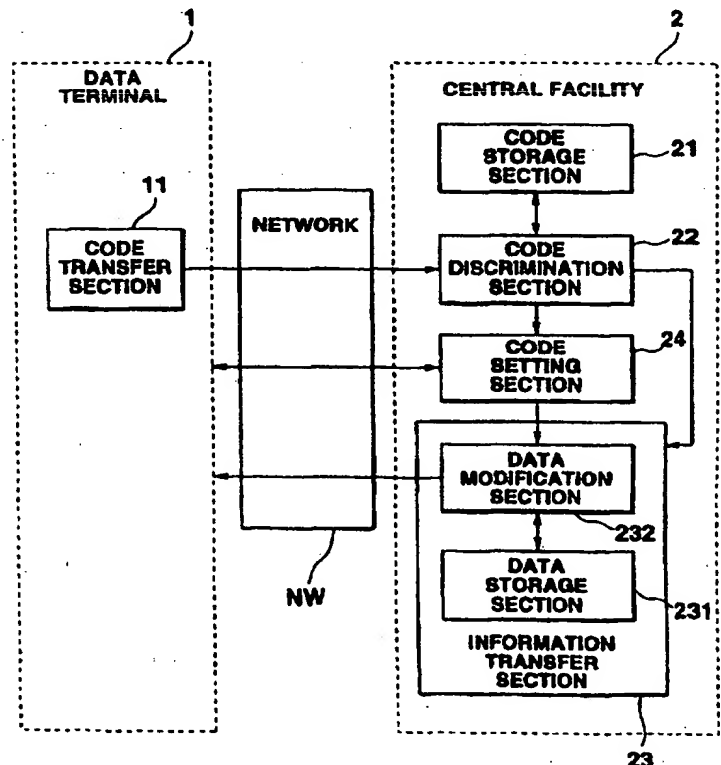 1
2
DATA
TERMINAL
CENTRAL FACILITY
CODE
STORAGE
SECTION
21
11
NETWORK
22
CODE
TRANSFER
SECTION
CODE
DISCRIMINATION
SECTION
24
CODE
SETTING
SECTION
DATA
MODIFICATION
SECTION
232
NW
DATA
STORAGE
SECTION
231
INFORMATION
TRANSFER
SECTION
23